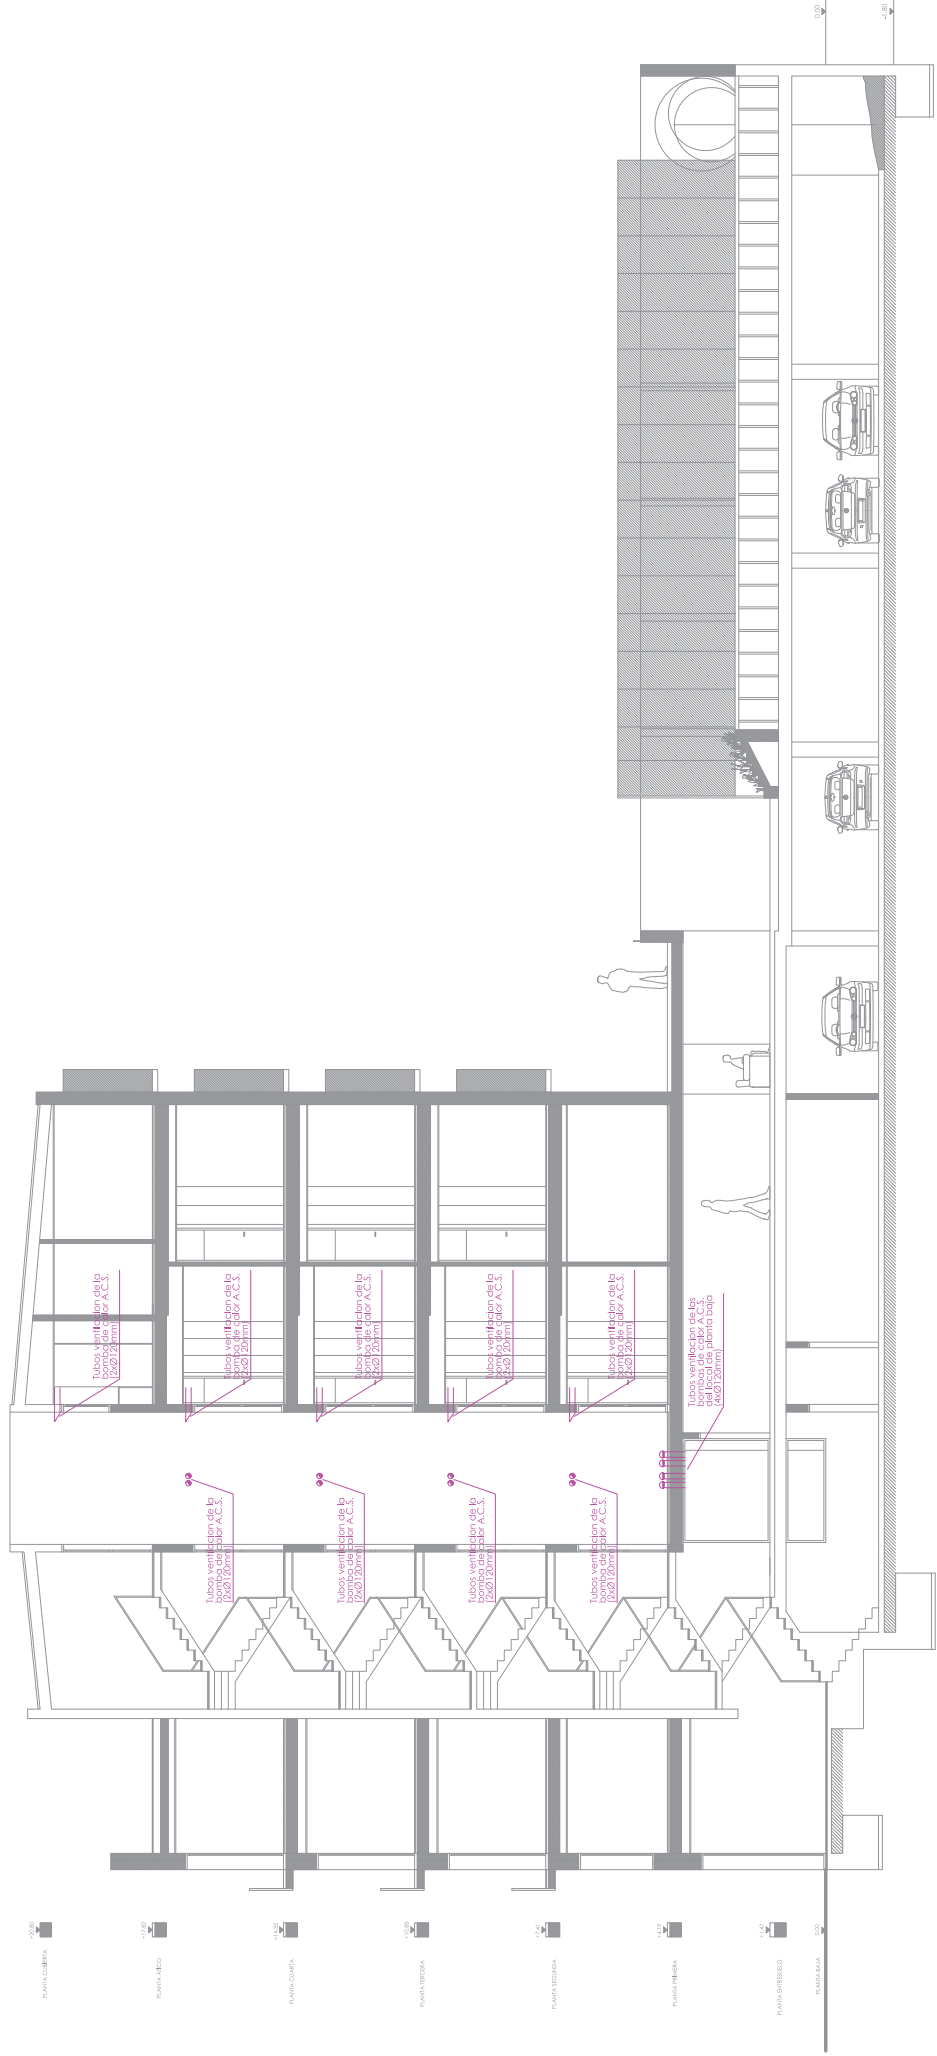 0.00
-1.80
Tubos ventilacion de la
bomba de calor A.C.S.
(2xØ120mm)
Tubos ventilacion de la
bomba de calor A.C.S.
(2xØ120mm)
Tubos ventilacion de la
bomba de calor A.C.S.
(2xØ120mm)
Tubos ventilacion de la
bomba de calor A.C.S.
(2xØ120mm)
Tubos ventilacion de la
bomba de calor A.C.S.
(2xØ120mm)
Tubos ventilacion de las
bombas de calor A.C.S.
del local de planta baja
(4xØ120mm)
Tubos ventilacion de la
bomba de calor A.C.S.
(2xØ120mm)
Tubos ventilacion de la
bomba de calor A.C.S.
(2xØ120mm)
Tubos ventilacion de la
bomba de calor A.C.S.
(2xØ120mm)
Tubos ventilacion de la
bomba de calor A.C.S.
(2xØ120mm)
PLANTA CUBIERTA
PLANTA ATICO
PLANTA CUARTA
PLANTA TERCERA
PLANTA SEGUNDA
PLANTA PRIMERA
PLANTA ENTRESUELO
0.00
PLANTA BAJA